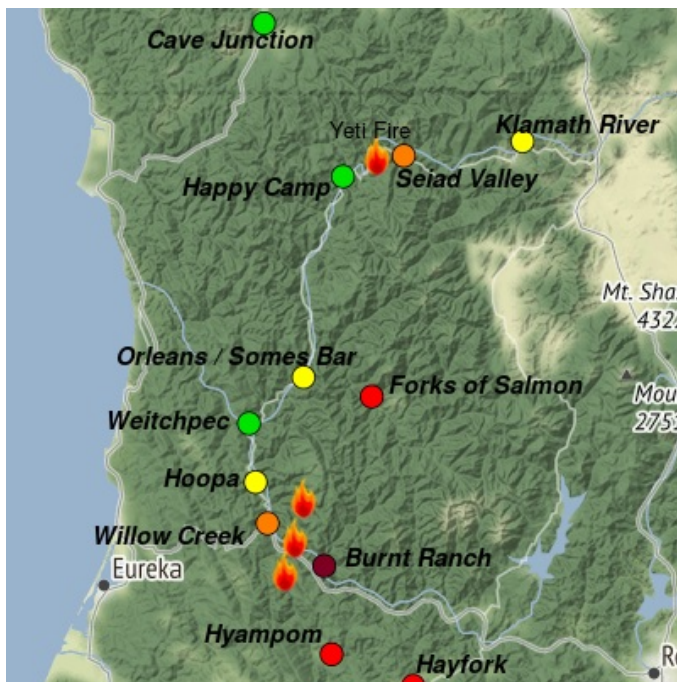 Cave Junction
Yeti Fire
Klamath River
Happy Camp
Seiad Valley
Mt. Sha
432
Orleans / Somes Bar
Forks of Salmon
Mou
Weitchpec
Hoopa
Willow Creek
Burnt Ranch
Eureka
Hyampom
Hayfork